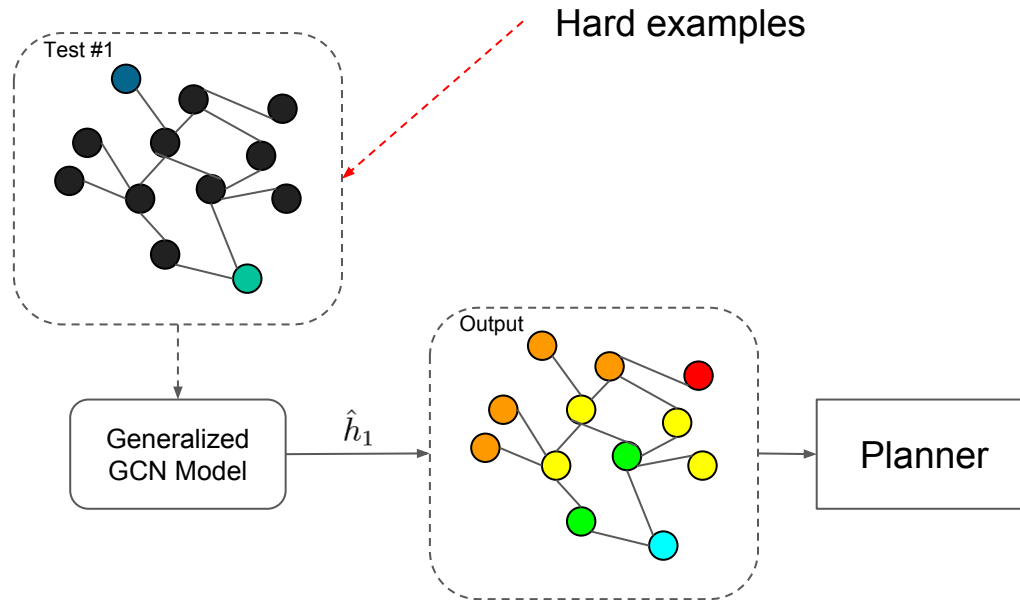 Hard examples
Test #1
Output
Generalized
GCN Model
ĥ₁
Planner